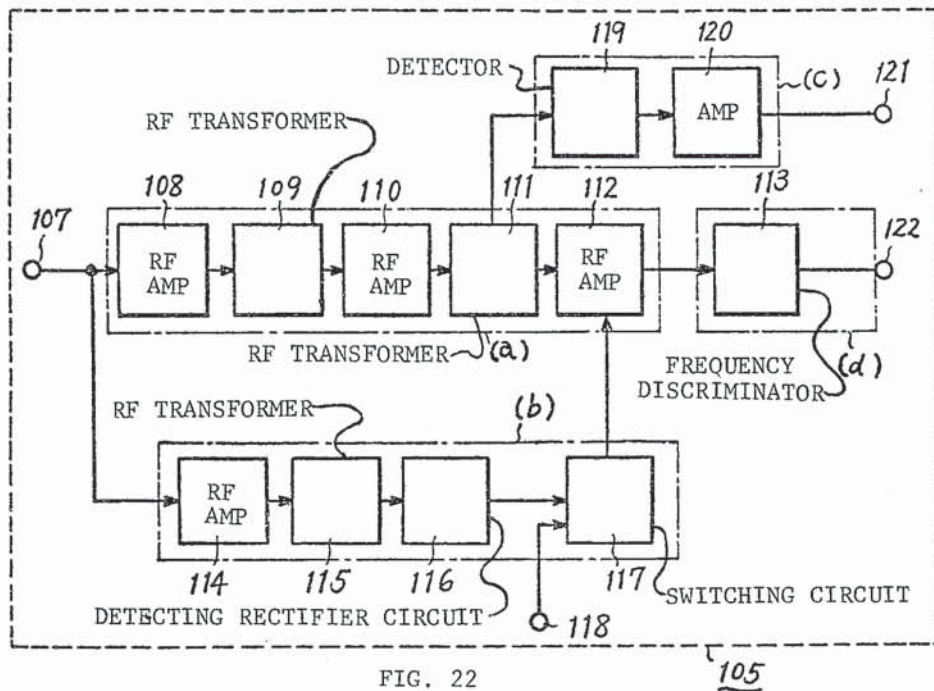 119
120
DETECTOR
(c)
121
AMP
RF TRANSFORMER
108
109
110
111
112
113
107
122
RF
AMP
RF
AMP
RF
AMP
RF TRANSFORMER
(a)
(d)
FREQUENCY
DISCRIMINATOR
RF TRANSFORMER
(b)
RF
AMP
114
115
116
117
DETECTING RECTIFIER CIRCUIT
SWITCHING CIRCUIT
118
105
FIG. 22